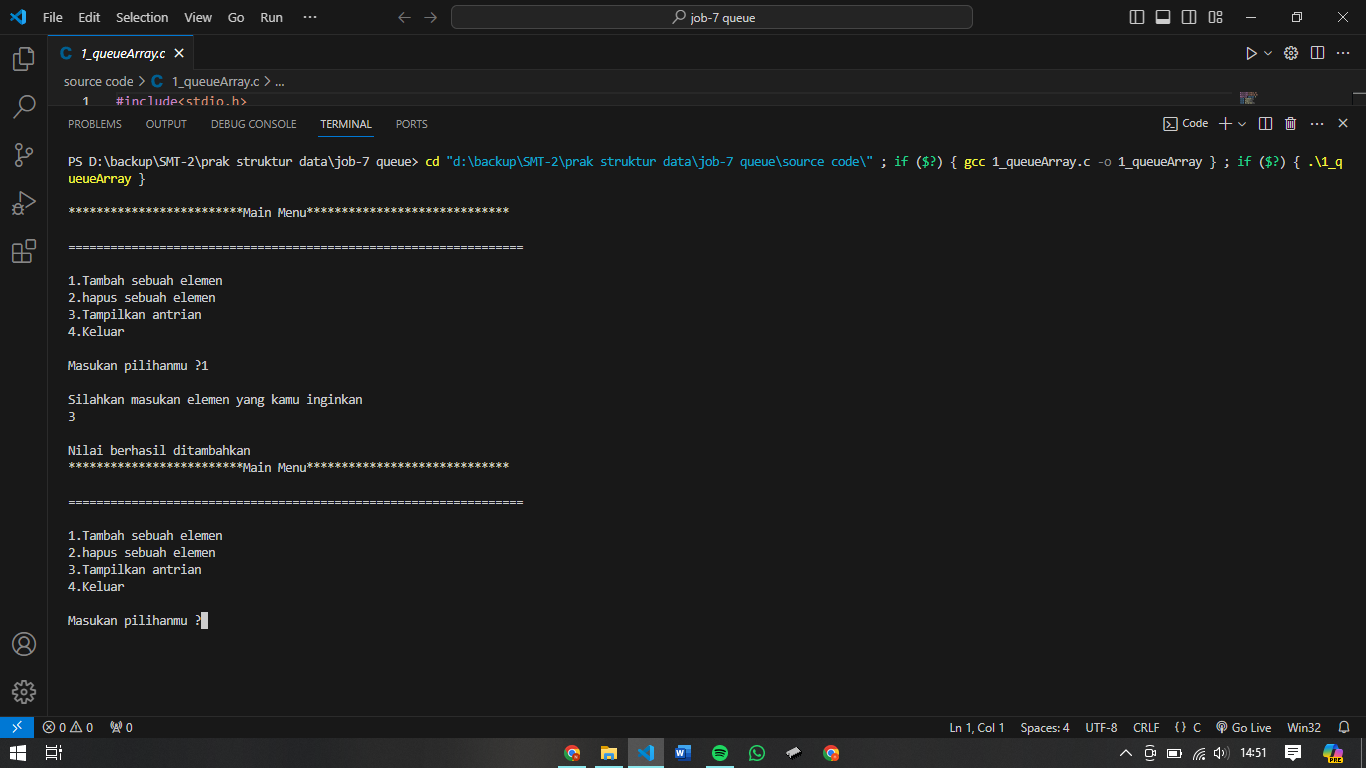 File Edit Selection View Go Run ··· job-7 queue
C 1_queueArray.c
source code > C 1_queueArray.c > ...
1 #include<stdio.h>
PROBLEMS OUTPUT DEBUG CONSOLE TERMINAL PORTS Code
PS D:\backup\SMT-2\prak struktur data\job-7 queue> cd "d:\backup\SMT-2\prak struktur data\job-7 queue\source code\" ; if ($?) { gcc 1_queueArray.c -o 1_queueArray } ; if ($?) { .\1_q
ueueArray }
*************************Main Menu*****************************
=================================================================
1.Tambah sebuah elemen
2.hapus sebuah elemen
3.Tampilkan antrian
4.Keluar
Masukan pilihanmu ?1
Silahkan masukan elemen yang kamu inginkan
3
Nilai berhasil ditambahkan
*************************Main Menu*****************************
=================================================================
1.Tambah sebuah elemen
2.hapus sebuah elemen
3.Tampilkan antrian
4.Keluar
Masukan pilihanmu ?
0 0 0 Ln 1, Col 1 Spaces: 4 UTF-8 CRLF {} C Go Live Win32
14:51